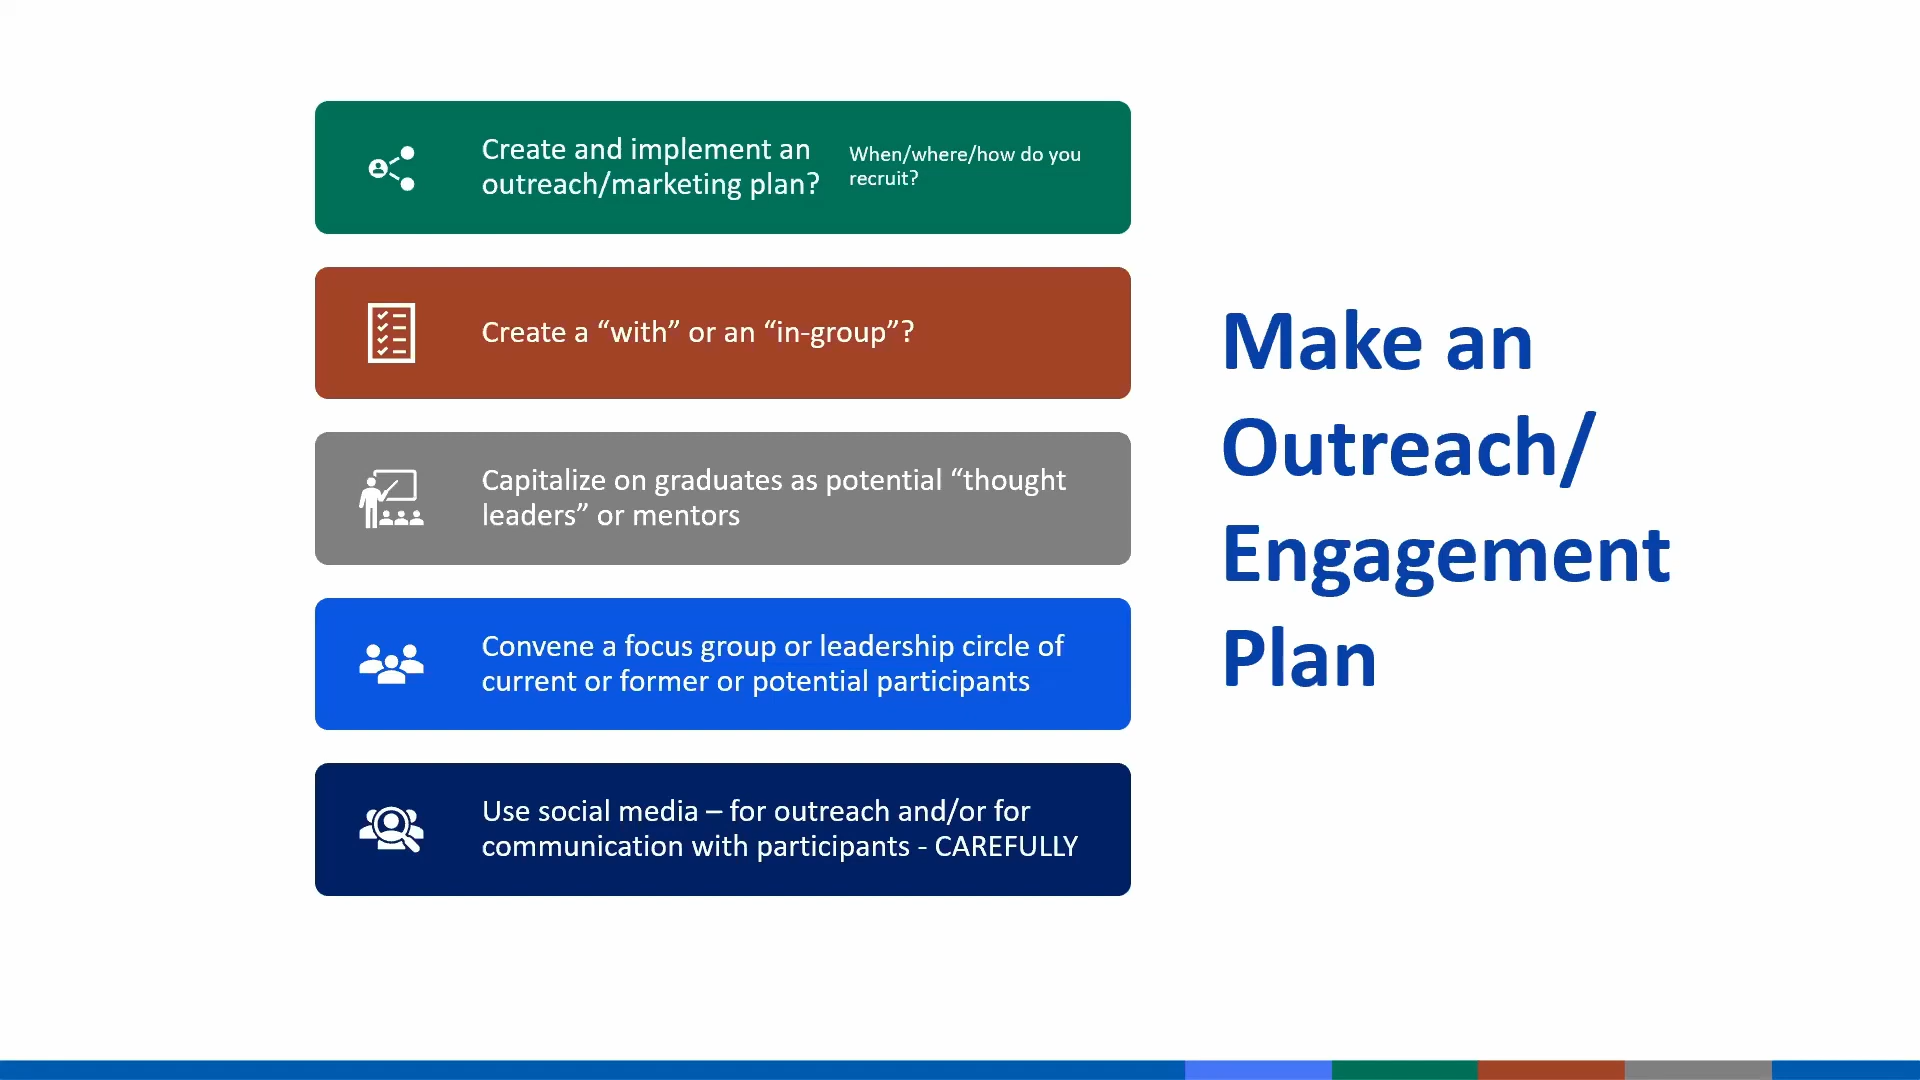 Create and implement an
outreach/marketing plan?
When/where/how do you
recruit?
Create a “with” or an “in-group”?
Capitalize on graduates as potential “thought
leaders” or mentors
Convene a focus group or leadership circle of
current or former or potential participants
Use social media – for outreach and/or for
communication with participants - CAREFULLY
Make an
Outreach/
Engagement
Plan